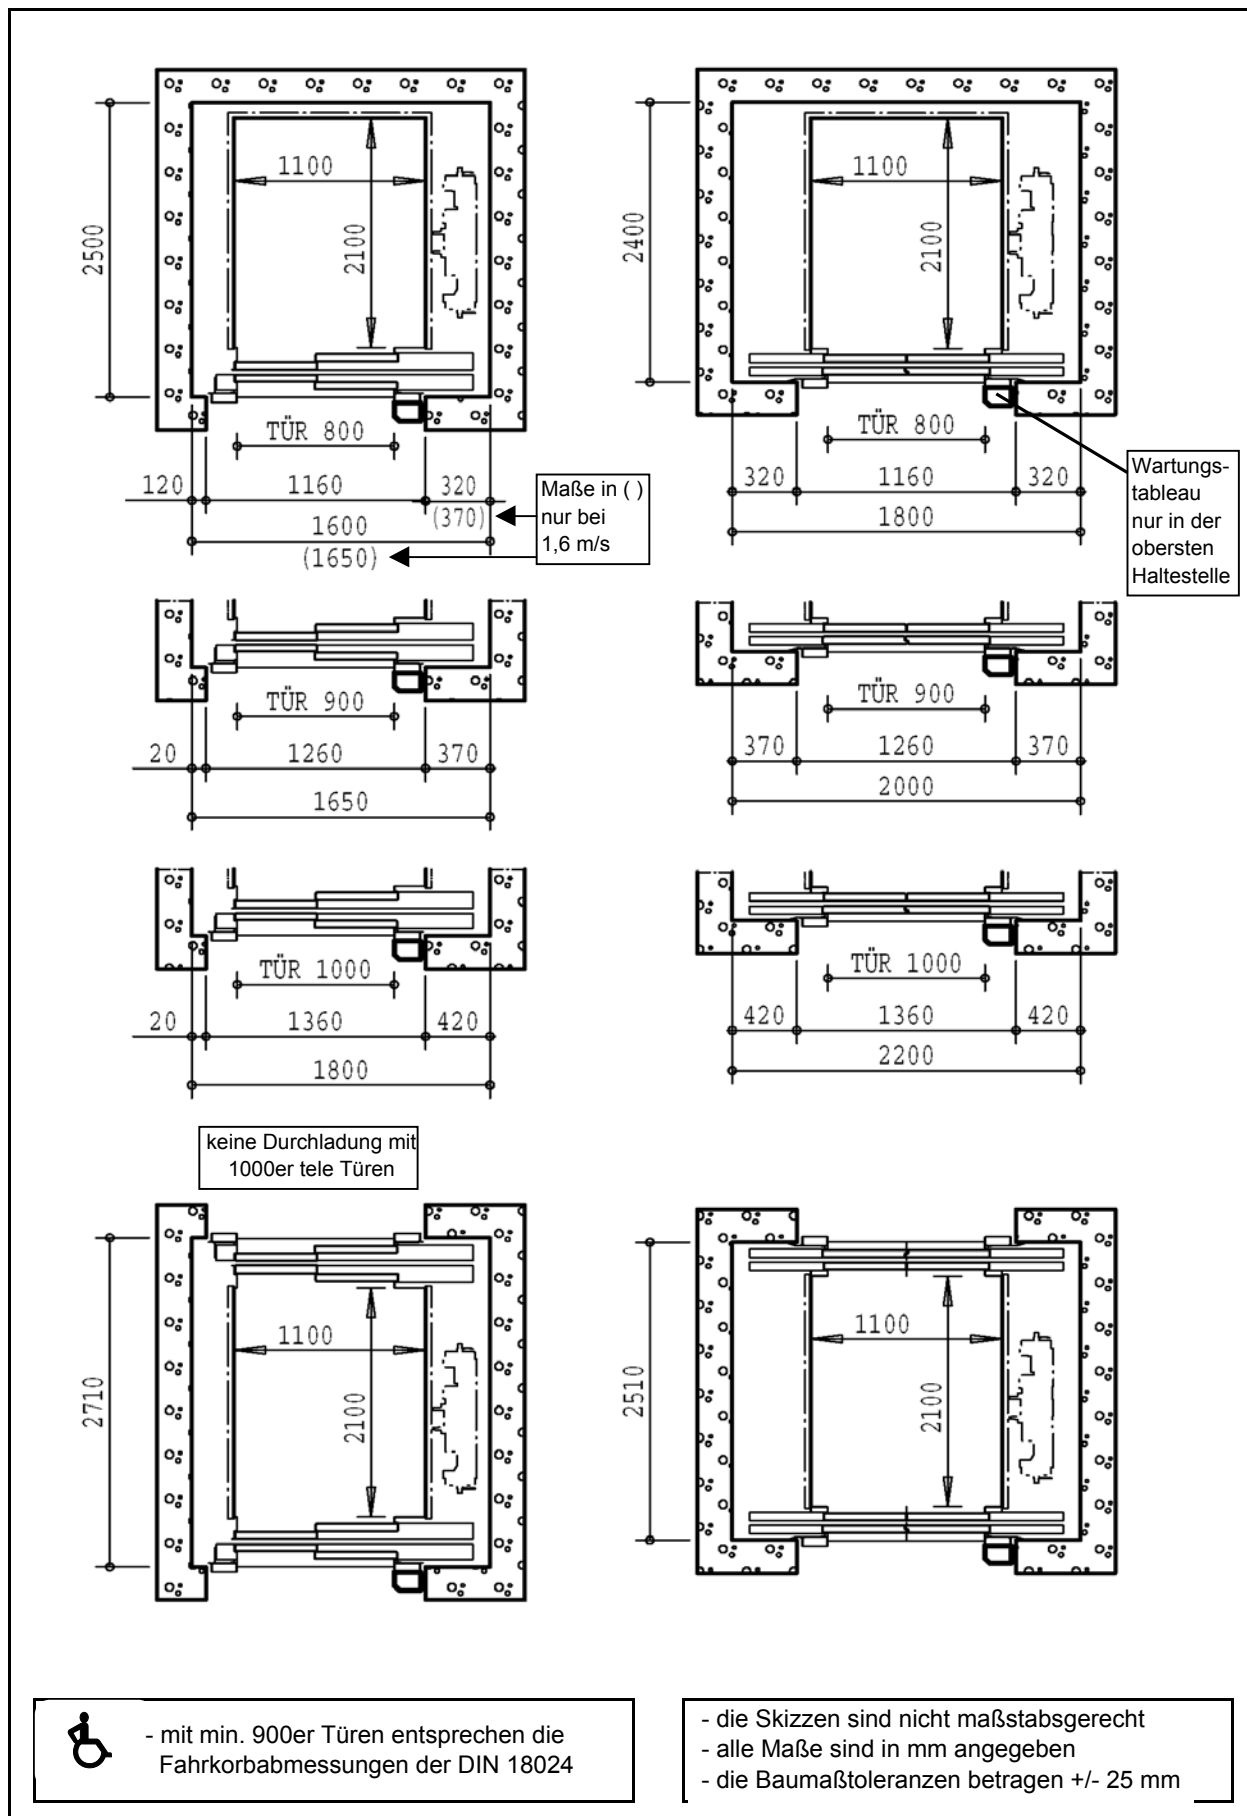 2500
1100
2100
TÜR 800
120
1160
320
(370)
1600
(1650)
Maße in ( )
nur bei
1,6 m/s
2400
1100
2100
TÜR 800
320
1160
320
1800
Wartungs-
tableau
nur in der
obersten
Haltestelle
TÜR 900
20
1260
370
1650
TÜR 900
370
1260
370
2000
TÜR 1000
20
1360
420
1800
TÜR 1000
420
1360
420
2200
keine Durchladung mit
1000er tele Türen
2710
1100
2100
2510
1100
2100
- mit min. 900er Türen entsprechen die
Fahrkorbabmessungen der DIN 18024
- die Skizzen sind nicht maßstabsgerecht
- alle Maße sind in mm angegeben
- die Baumaßtoleranzen betragen +/- 25 mm